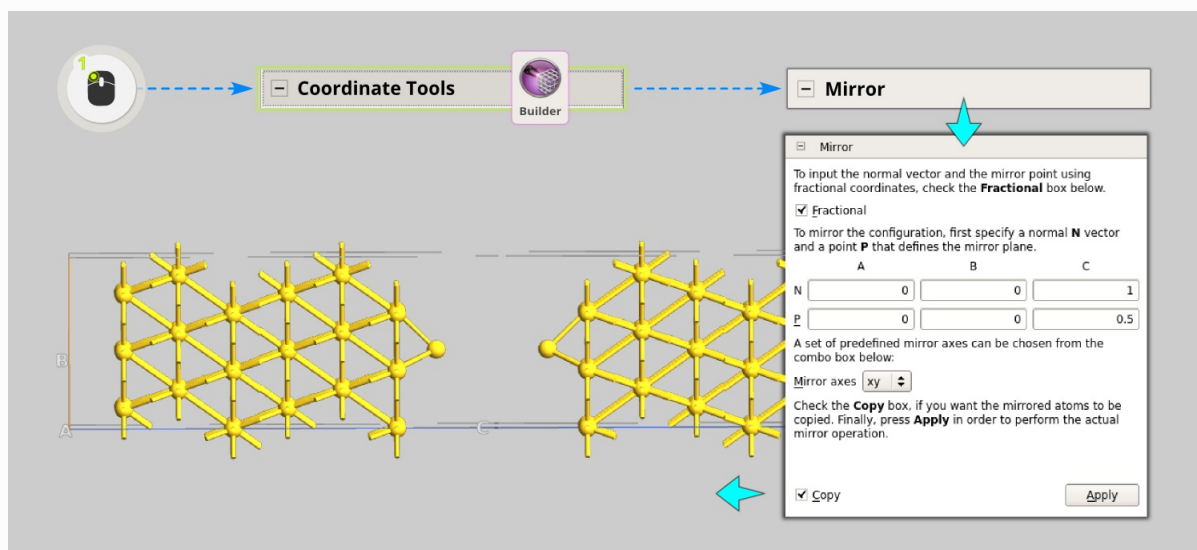 1
Coordinate Tools
Builder
Mirror
Mirror
To input the normal vector and the mirror point using
fractional coordinates, check the Fractional box below.
Fractional
To mirror the configuration, first specify a normal N vector
and a point P that defines the mirror plane.
A B C
N 0 0 1
P 0 0 0.5
A set of predefined mirror axes can be chosen from the
combo box below:
Mirror axes xy
Check the Copy box, if you want the mirrored atoms to be
copied. Finally, press Apply in order to perform the actual
mirror operation.
Copy Apply
B
A
C